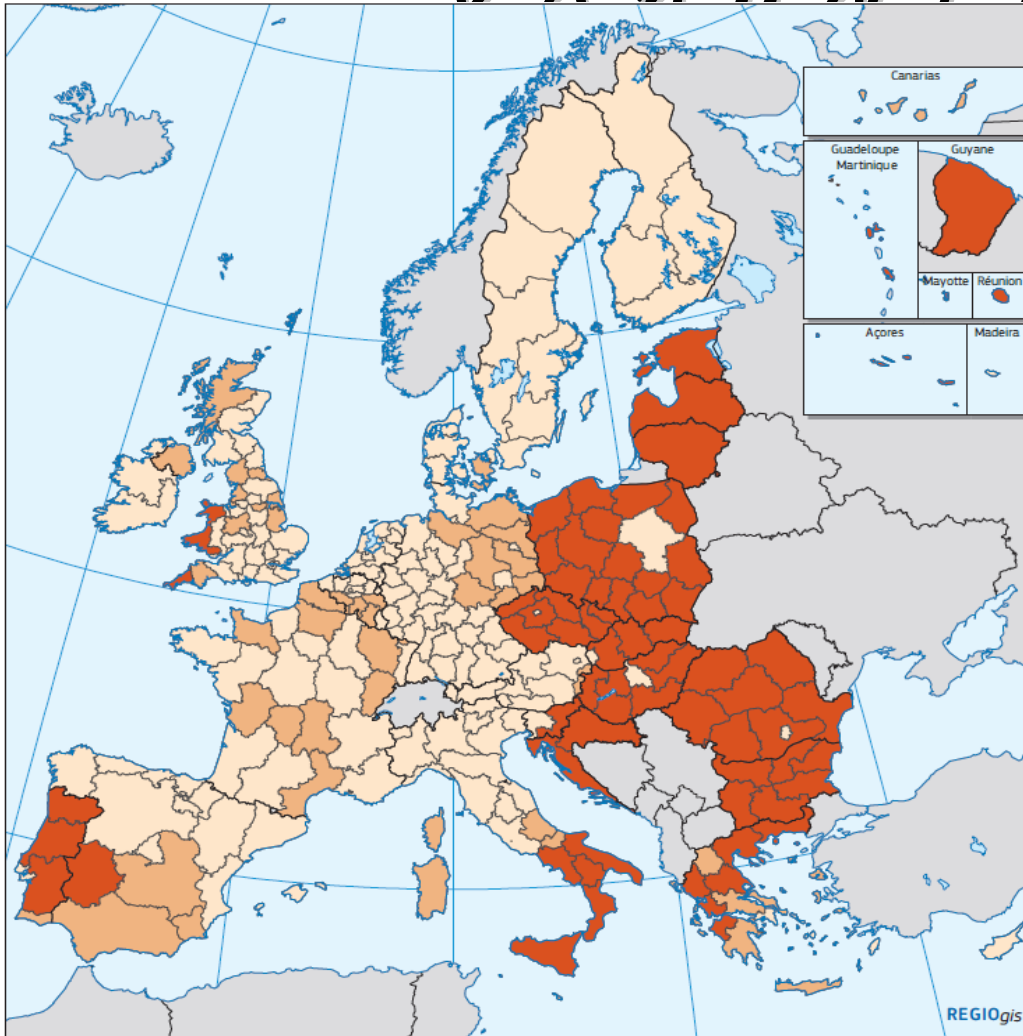 Canarias
Guadeloupe
Martinique
Guyane
Mayotte
Réunion
Açores
Madeira
REGIOgis